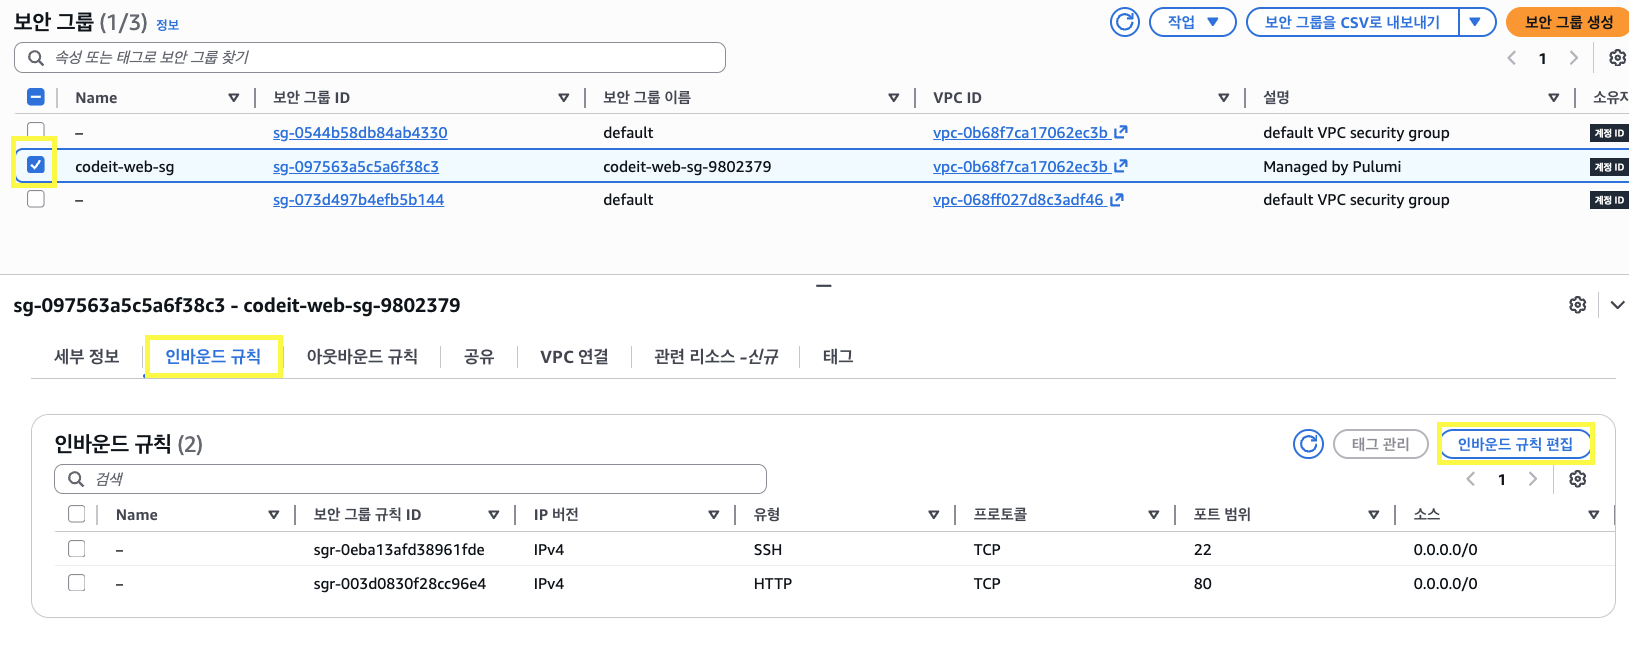 보안 그룹 (1/3) 정보
작업
보안 그룹을 CSV로 내보내기
보안 그룹 생성
속성 또는 태그로 보안 그룹 찾기
1
Name 보안 그룹 ID 보안 그룹 이름 VPC ID 설명 소유자
– sg-0544b58db84ab4330 default vpc-0b68f7ca17062ec3b default VPC security group 계정 ID
codeit-web-sg sg-097563a5c5a6f38c3 codeit-web-sg-9802379 vpc-0b68f7ca17062ec3b Managed by Pulumi 계정 ID
– sg-073d497b4efb5b144 default vpc-068ff027d8c3adf46 default VPC security group 계정 ID
sg-097563a5c5a6f38c3 - codeit-web-sg-9802379
세부 정보 인바운드 규칙 아웃바운드 규칙 공유 VPC 연결 관련 리소스 -신규 태그
인바운드 규칙 (2)
태그 관리
인바운드 규칙 편집
검색
1
Name 보안 그룹 규칙 ID IP 버전 유형 프로토콜 포트 범위 소스
– sgr-0eba13afd38961fde IPv4 SSH TCP 22 0.0.0.0/0
– sgr-003d0830f28cc96e4 IPv4 HTTP TCP 80 0.0.0.0/0